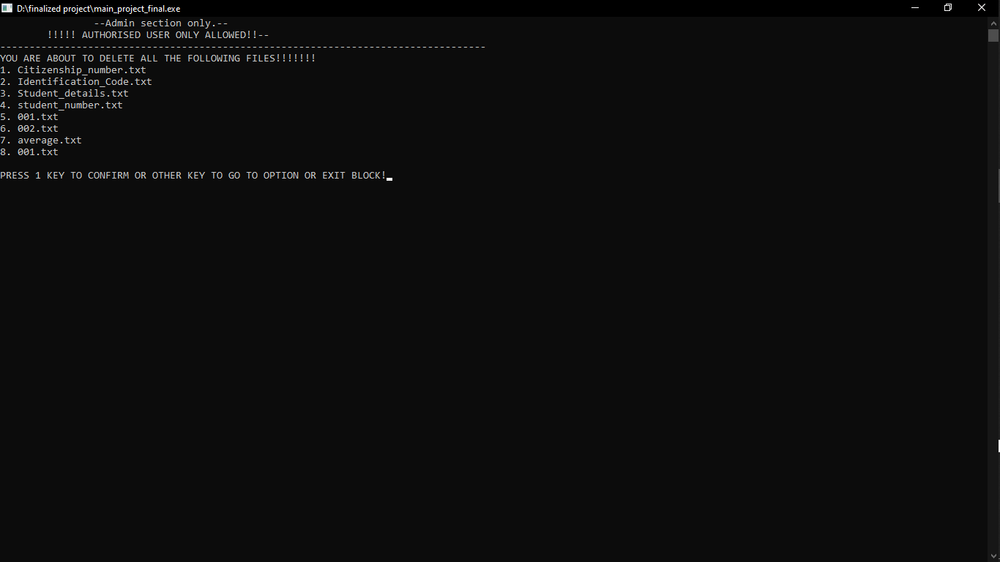 D:\finalized project\main_project_final.exe
--Admin section only.--
!!!!! AUTHORISED USER ONLY ALLOWED!!--
-----------------------------------------------------------------------------------
YOU ARE ABOUT TO DELETE ALL THE FOLLOWING FILES!!!!!!!
1. Citizenship_number.txt
2. Identification_Code.txt
3. Student_details.txt
4. student_number.txt
5. 001.txt
6. 002.txt
7. average.txt
8. 001.txt
PRESS 1 KEY TO CONFIRM OR OTHER KEY TO GO TO OPTION OR EXIT BLOCK!